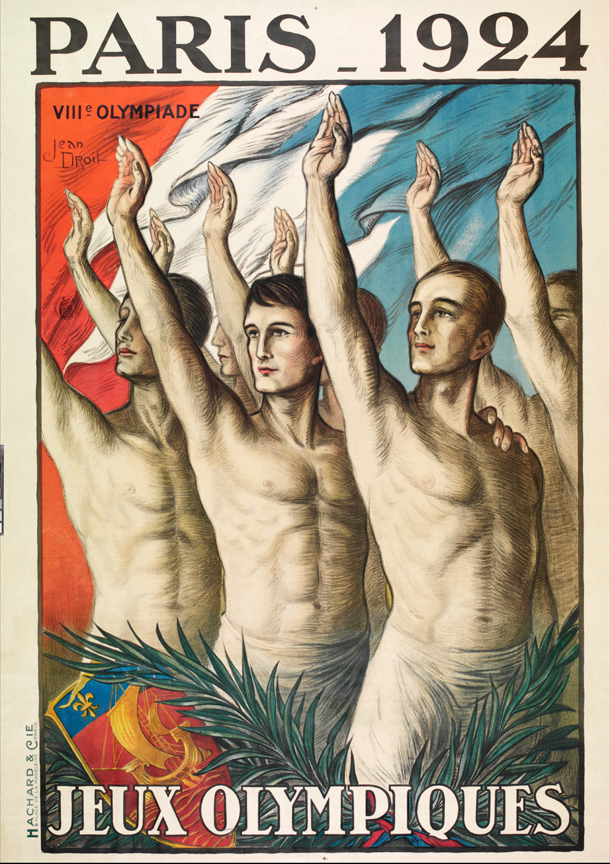 PARIS - 1924
VIIIe OLYMPIADE
Jean
Droit
HACHARD & CIE
JEUX OLYMPIQUES